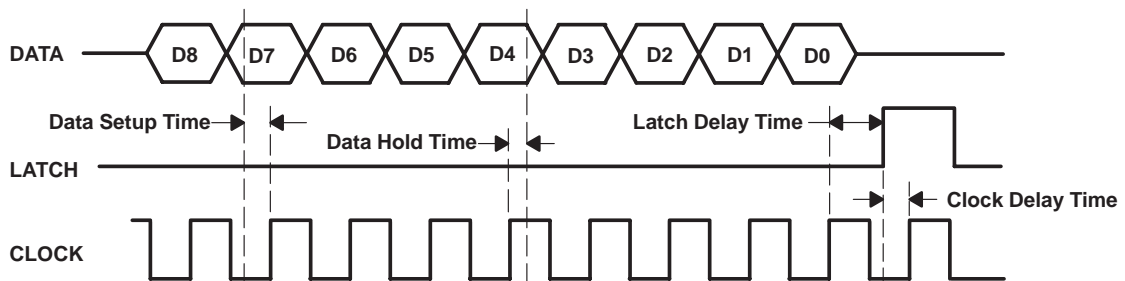 DATA D8 D7 D6 D5 D4 D3 D2 D1 D0
Data Setup Time
Data Hold Time
Latch Delay Time
LATCH
Clock Delay Time
CLOCK